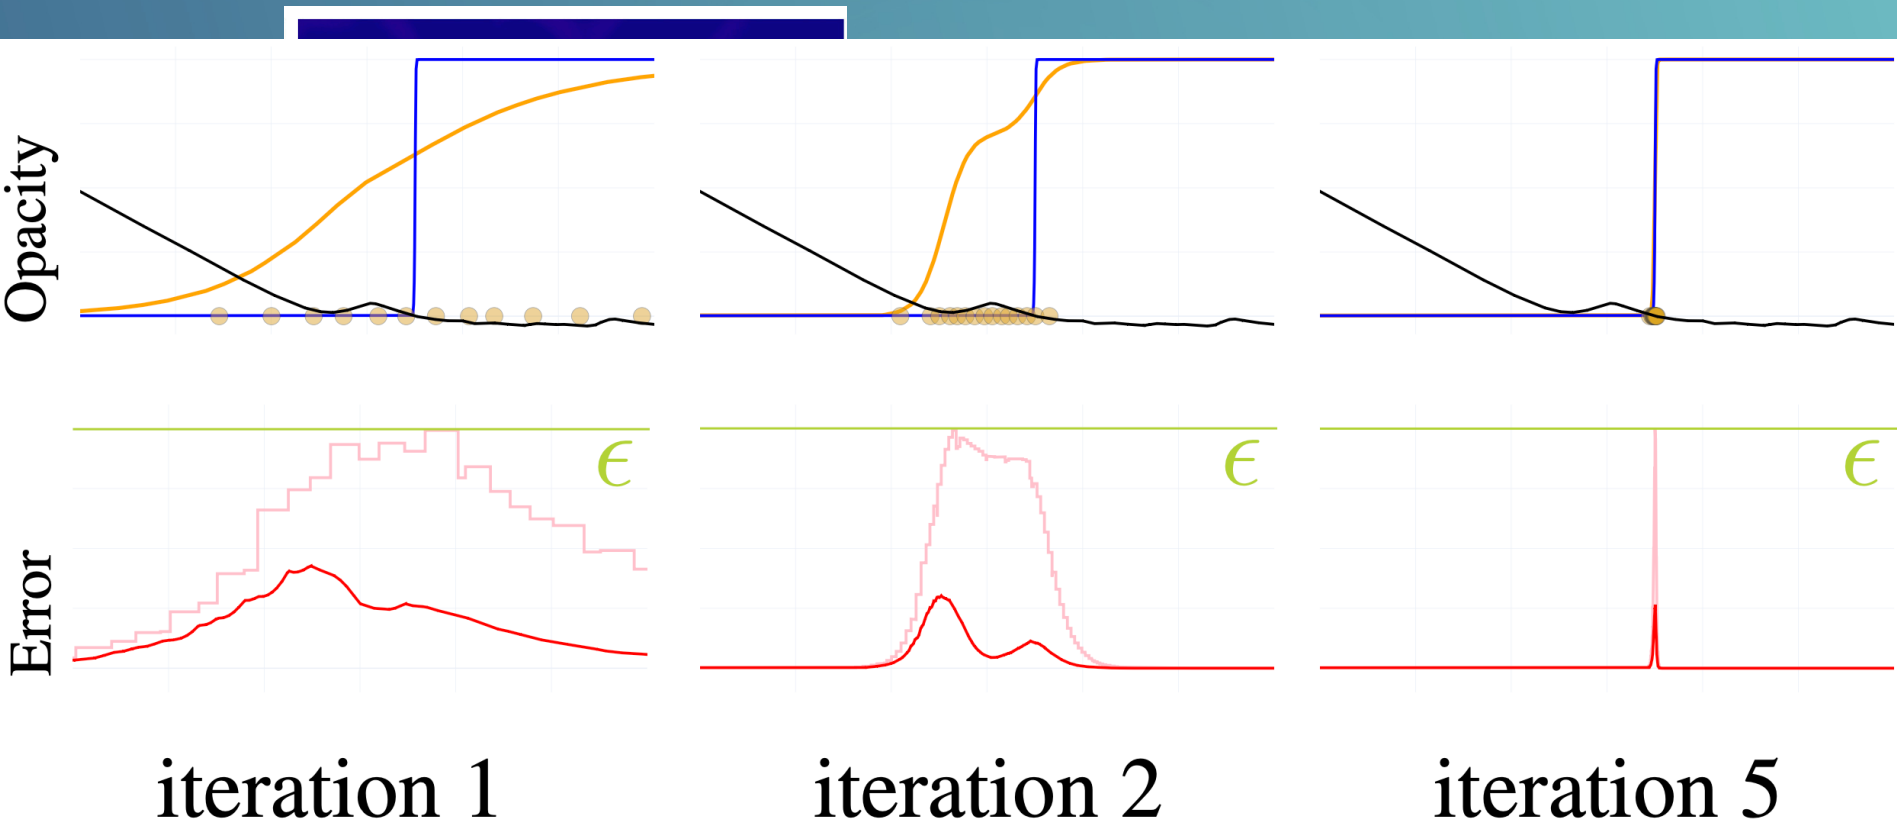 Opacity
ϵ ϵ ϵ
Error
iteration 1 iteration 2 iteration 5